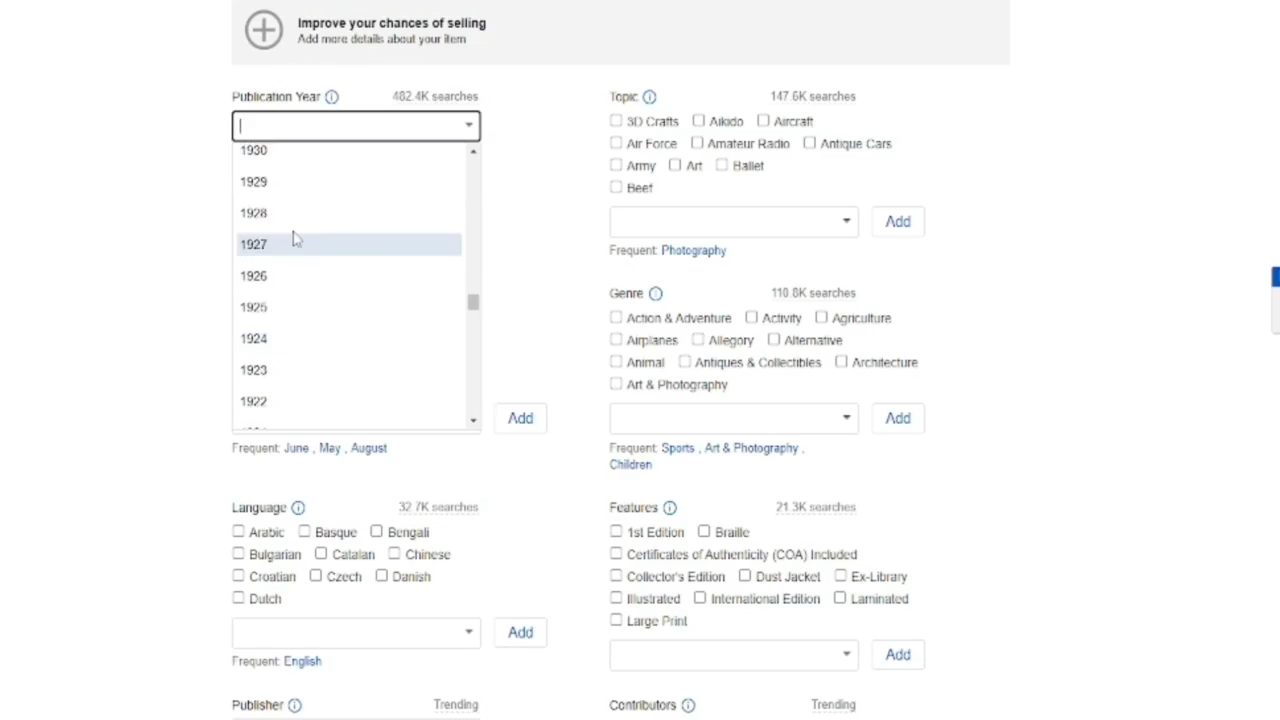 Improve your chances of selling
Add more details about your item
Publication Year 482.4K searches
1930
1929
1928
1927
1926
1925
1924
1923
1922
Add
Frequent: June , May , August
Topic 147.6K searches
3D Crafts Aikido Aircraft
Air Force Amateur Radio Antique Cars
Army Art Ballet
Beef
Add
Frequent: Photography
Genre 110.8K searches
Action & Adventure Activity Agriculture
Airplanes Allegory Alternative
Animal Antiques & Collectibles Architecture
Art & Photography
Add
Frequent: Sports , Art & Photography ,
Children
Language 32.7K searches
Arabic Basque Bengali
Bulgarian Catalan Chinese
Croatian Czech Danish
Dutch
Add
Frequent: English
Features 21.3K searches
1st Edition Braille
Certificates of Authenticity (COA) Included
Collector's Edition Dust Jacket Ex-Library
Illustrated International Edition Laminated
Large Print
Add
Publisher Trending
Contributors Trending